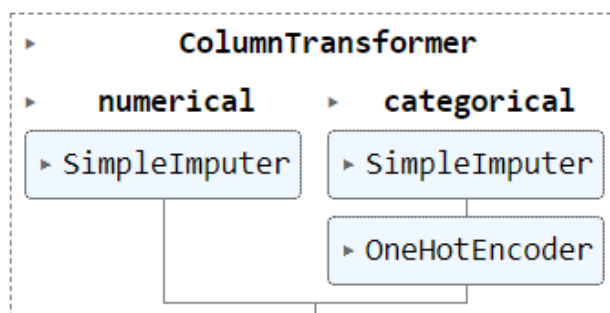 ColumnTransformer
numerical categorical
SimpleImputer SimpleImputer
OneHotEncoder